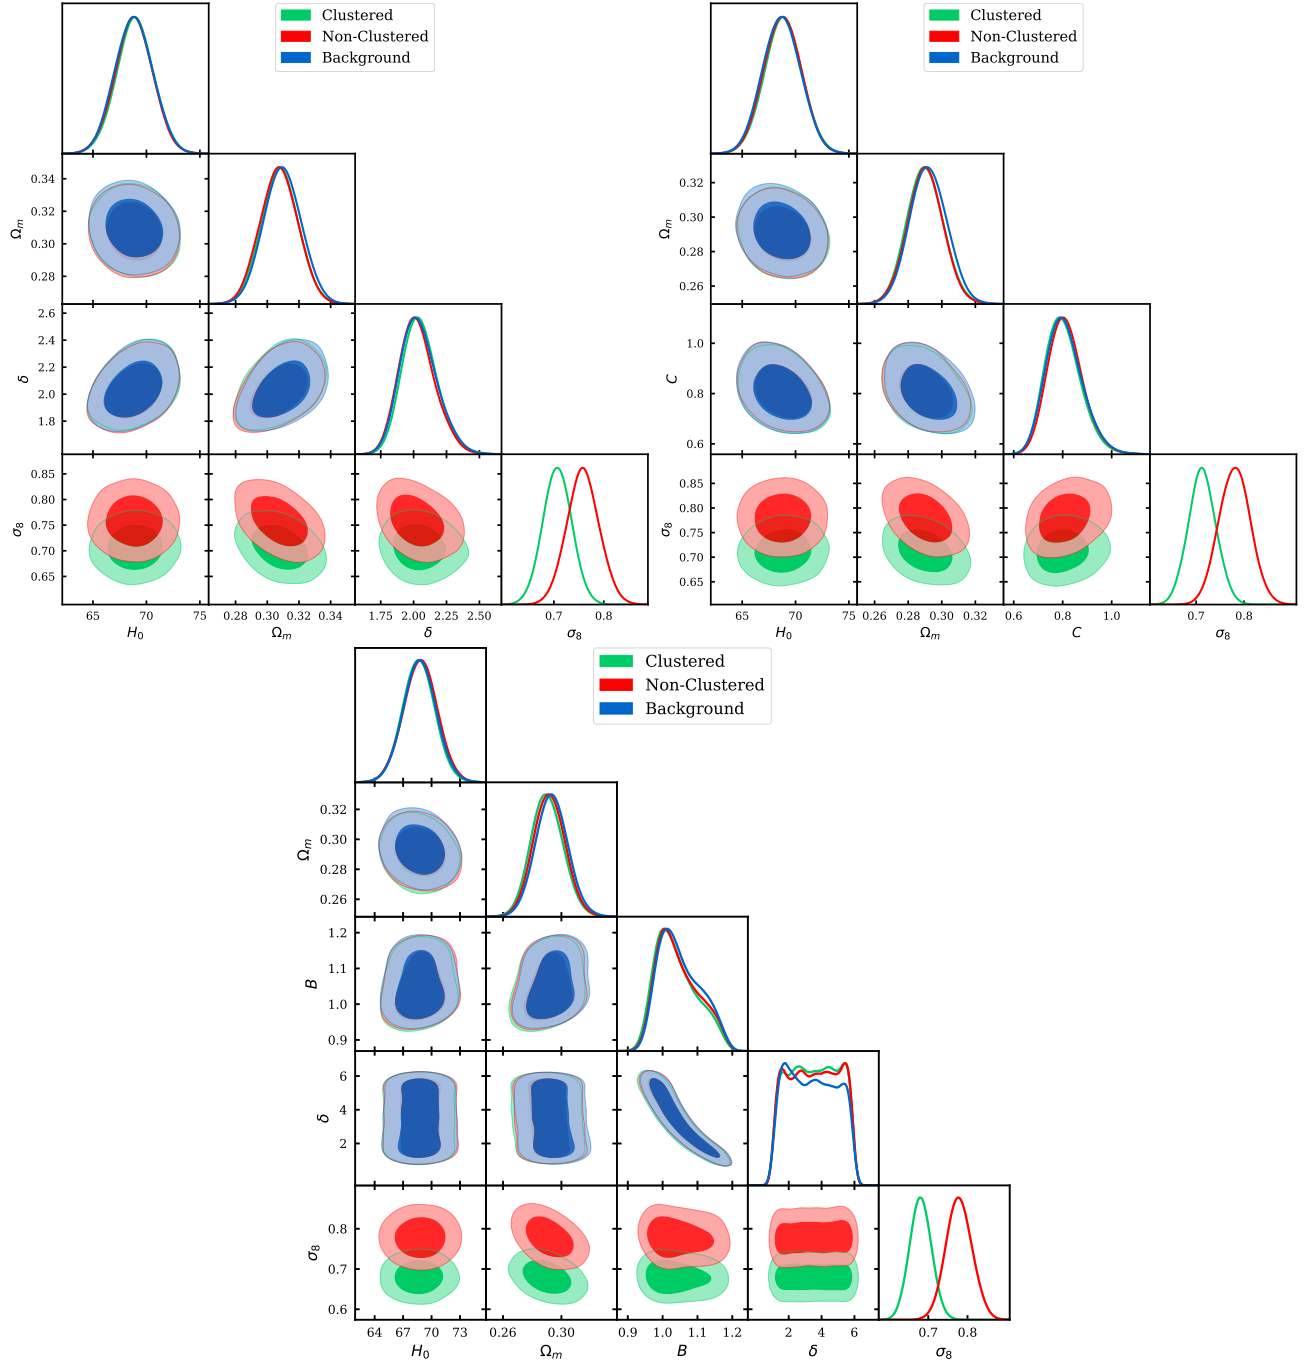 Clustered
Non-Clustered
Background
0.34
0.32
0.30
0.28
Ω_m
2.6
2.4
2.2
2.0
1.8
δ
0.85
0.80
0.75
0.70
0.65
σ_8
65 70 75
H_0
0.28 0.30 0.32 0.34
Ω_m
1.75 2.00 2.25 2.50
δ
0.7 0.8
σ_8
Clustered
Non-Clustered
Background
0.32
0.30
0.28
0.26
Ω_m
1.0
0.8
0.6
C
0.85
0.80
0.75
0.70
0.65
σ_8
65 70 75
H_0
0.26 0.28 0.30 0.32
Ω_m
0.6 0.8 1.0
C
0.7 0.8
σ_8
Clustered
Non-Clustered
Background
0.32
0.30
0.28
0.26
Ω_m
1.2
1.1
1.0
0.9
B
6
4
2
δ
0.8
0.7
0.6
σ_8
64 67 70 73
H_0
0.26 0.30
Ω_m
0.9 1.0 1.1 1.2
B
2 4 6
δ
0.7 0.8
σ_8